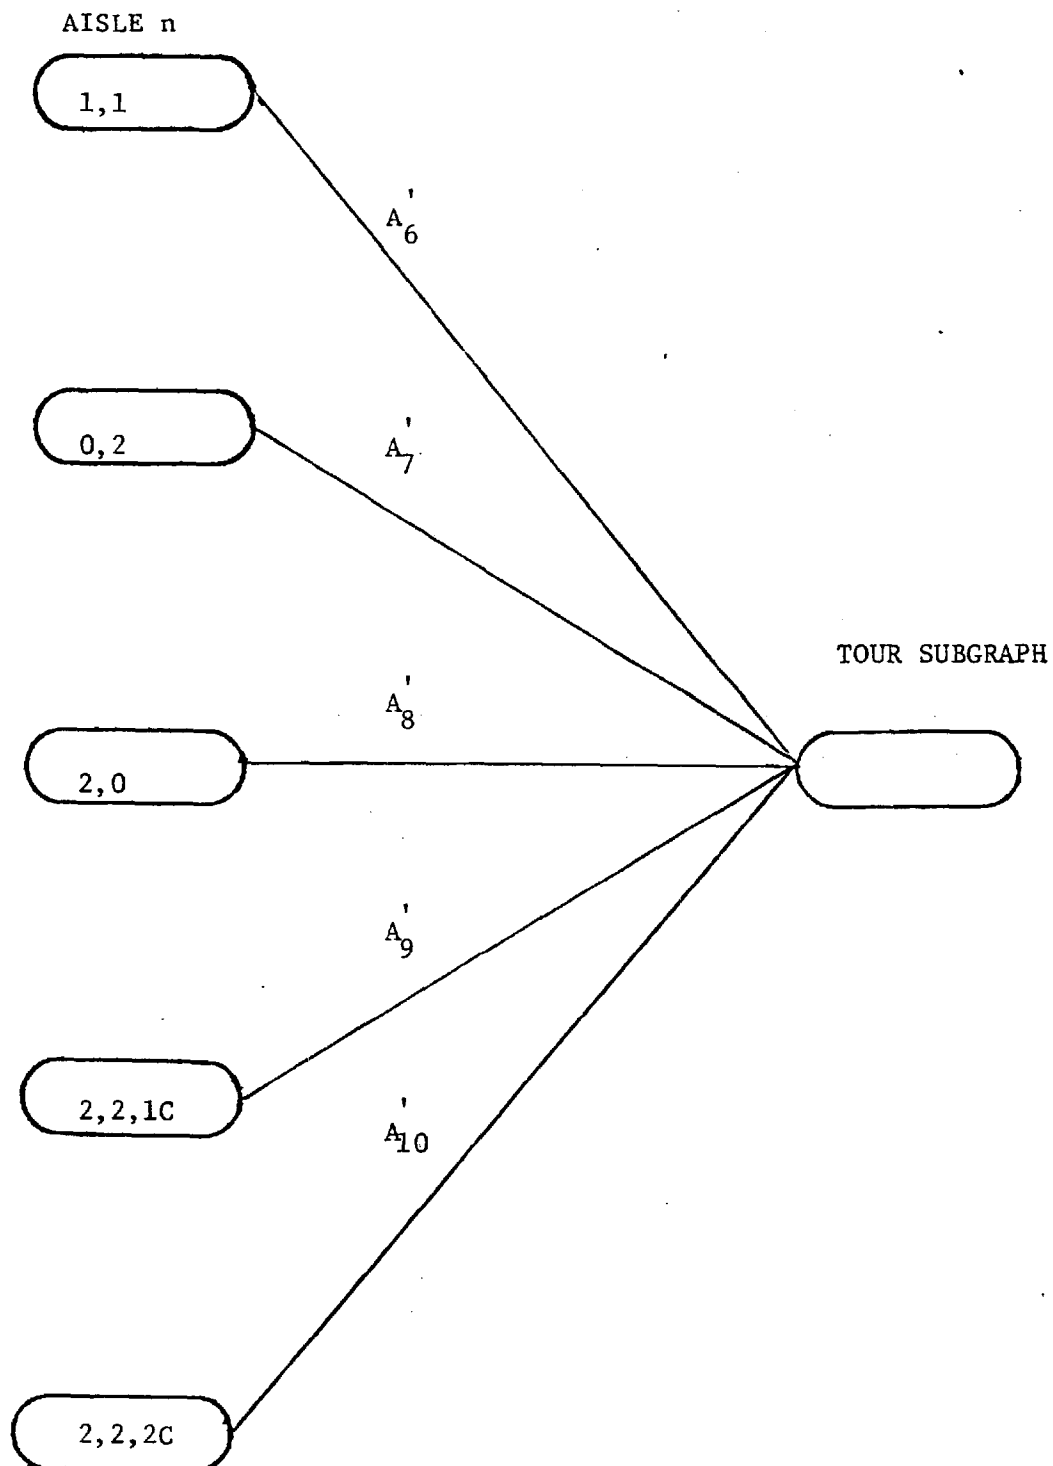 AISLE n
1,1
A'6
0,2
A'7
TOUR SUBGRAPH
A'8
2,0
A'9
2,2,1C
A'10
2,2,2C